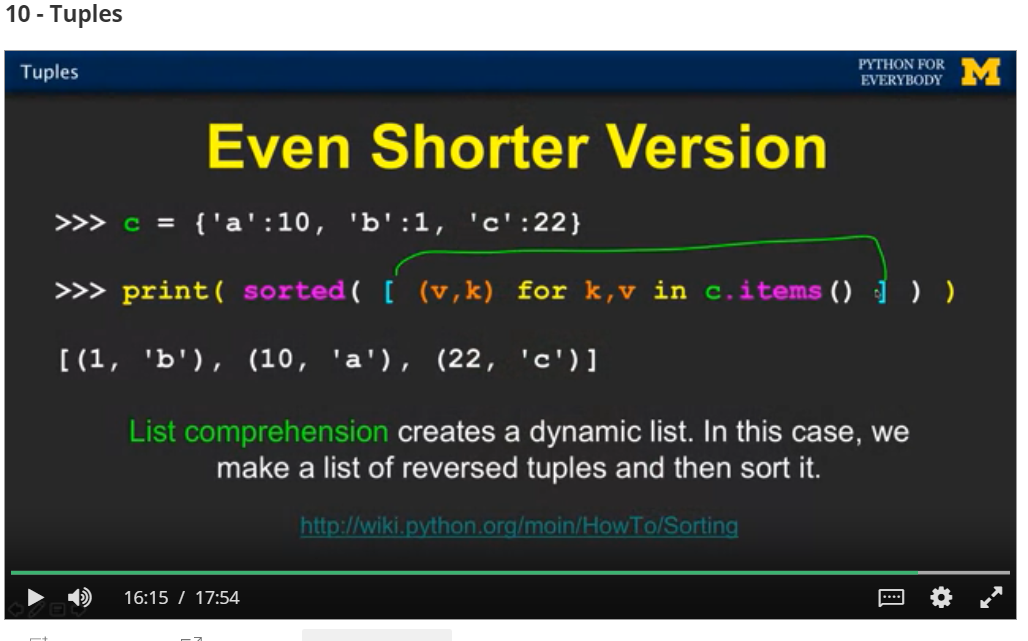 10 - Tuples
Tuples
PYTHON FOR
EVERYBODY
M
Even Shorter Version
>>> c = {'a':10, 'b':1, 'c':22}
>>> print( sorted( [ (v,k) for k,v in c.items() ] ) )
[(1, 'b'), (10, 'a'), (22, 'c')]
List comprehension creates a dynamic list. In this case, we
make a list of reversed tuples and then sort it.
http://wiki.python.org/moin/HowTo/Sorting
16:15 / 17:54